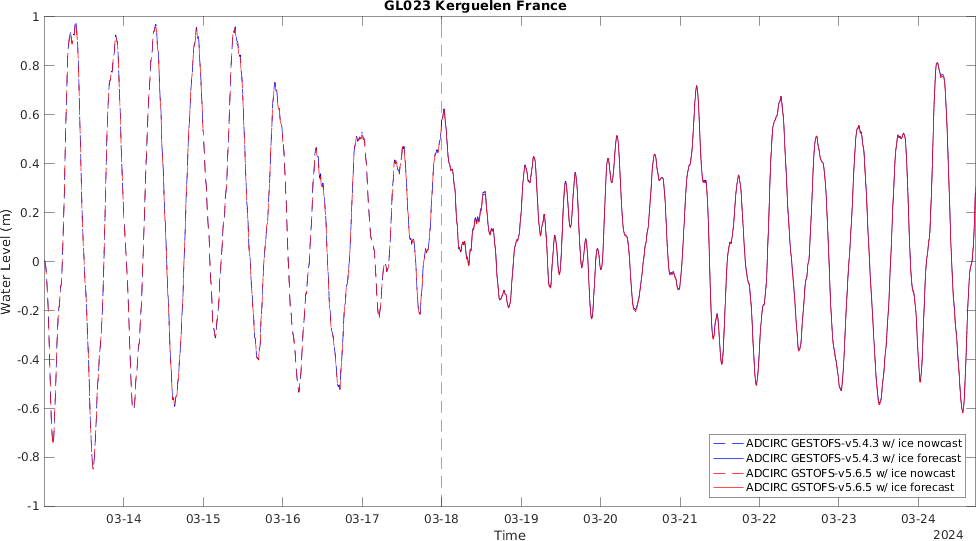 GL023 Kerguelen France
1
0.8
0.6
0.4
0.2
0
-0.2
-0.4
-0.6
-0.8
-1
Water Level (m)
ADCIRC GESTOFS-v5.4.3 w/ ice nowcast
ADCIRC GESTOFS-v5.4.3 w/ ice forecast
ADCIRC GSTOFS-v5.6.5 w/ ice nowcast
ADCIRC GSTOFS-v5.6.5 w/ ice forecast
03-14 03-15 03-16 03-17 03-18 03-19 03-20 03-21 03-22 03-23 03-24
Time
2024